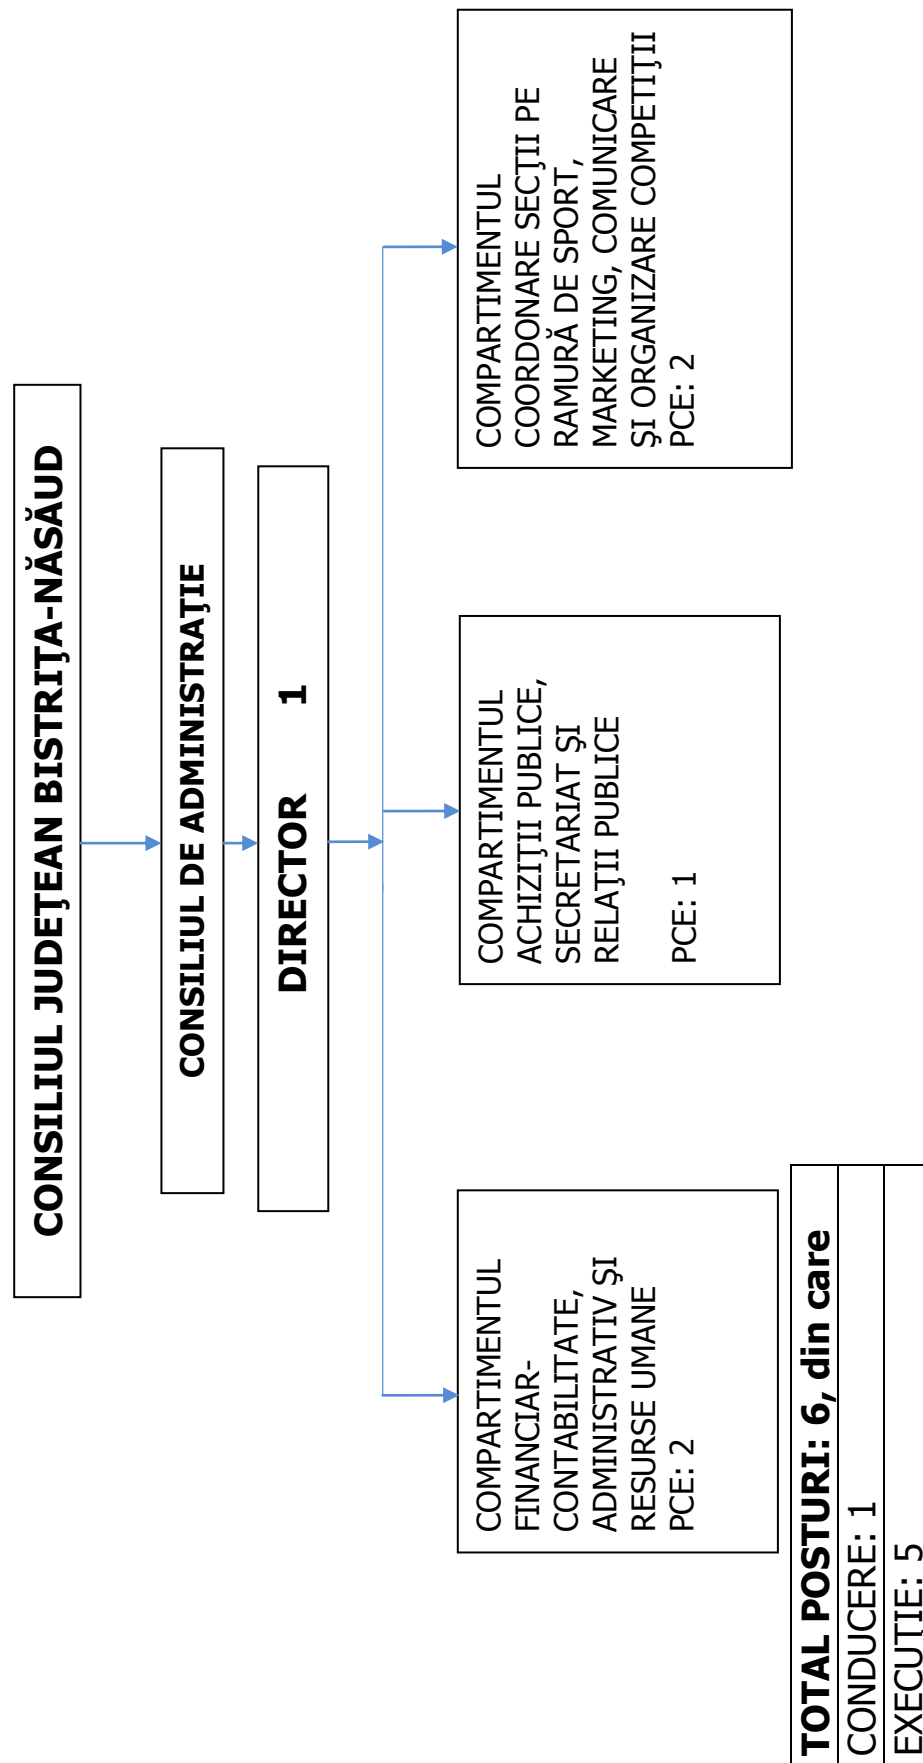 CONSILIUL JUDEŢEAN BISTRIŢA-NĂSĂUD
CONSILIUL DE ADMINISTRAŢIE
DIRECTOR 1
COMPARTIMENTUL
FINANCIAR-
CONTABILITATE,
ADMINISTRATIV ŞI
RESURSE UMANE
PCE: 2
COMPARTIMENTUL
ACHIZIŢII PUBLICE,
SECRETARIAT ŞI
RELAŢII PUBLICE
PCE: 1
COMPARTIMENTUL
COORDONARE SECŢII PE
RAMURĂ DE SPORT,
MARKETING, COMUNICARE
ŞI ORGANIZARE COMPETIŢII
PCE: 2
TOTAL POSTURI: 6, din care
CONDUCERE: 1
EXECUŢIE: 5